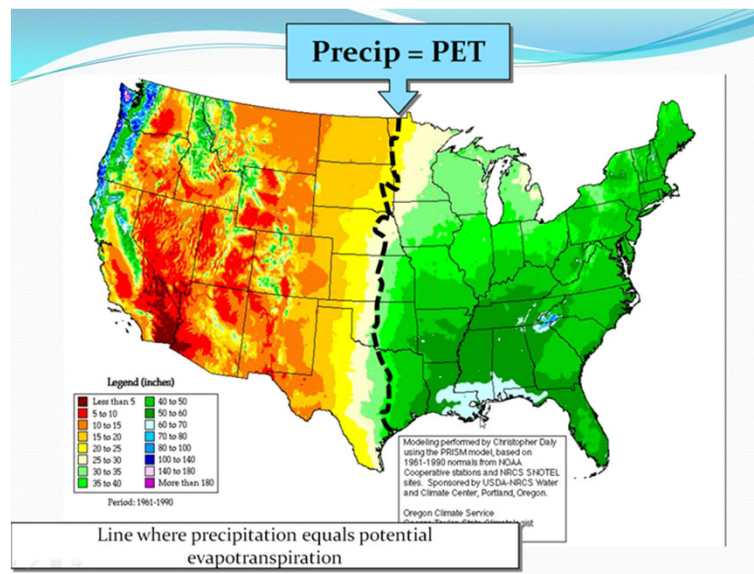 Precip = PET
Legend (inches)
Less than 5
5 to 10
10 to 15
15 to 20
20 to 25
25 to 30
30 to 35
35 to 40
40 to 50
50 to 60
60 to 70
70 to 80
80 to 100
100 to 140
140 to 180
More than 180
Period: 1961-1990
Modeling performed by Christopher Daly
using the PRISM model, based on
1961-1990 normals from NOAA
Cooperative stations and NRCS SNOTEL
sites. Sponsored by USDA-NRCS Water
and Climate Center, Portland, Oregon.
Oregon Climate Service
George Taylor, State Climatologist
Line where precipitation equals potential
evapotranspiration